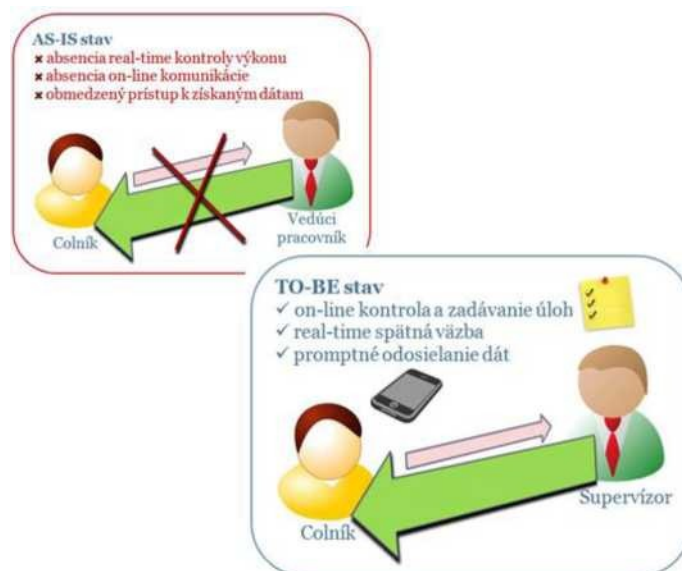 AS-IS stav
✖ absencia real-time kontroly výkonu
✖ absencia on-line komunikácie
✖ obmedzený prístup k získaným dátam
Colník
Vedúci
pracovník
TO-BE stav
✓ on-line kontrola a zadávanie úloh
✓ real-time spätná väzba
✓ promptné odosielanie dát
Colník
Supervízor